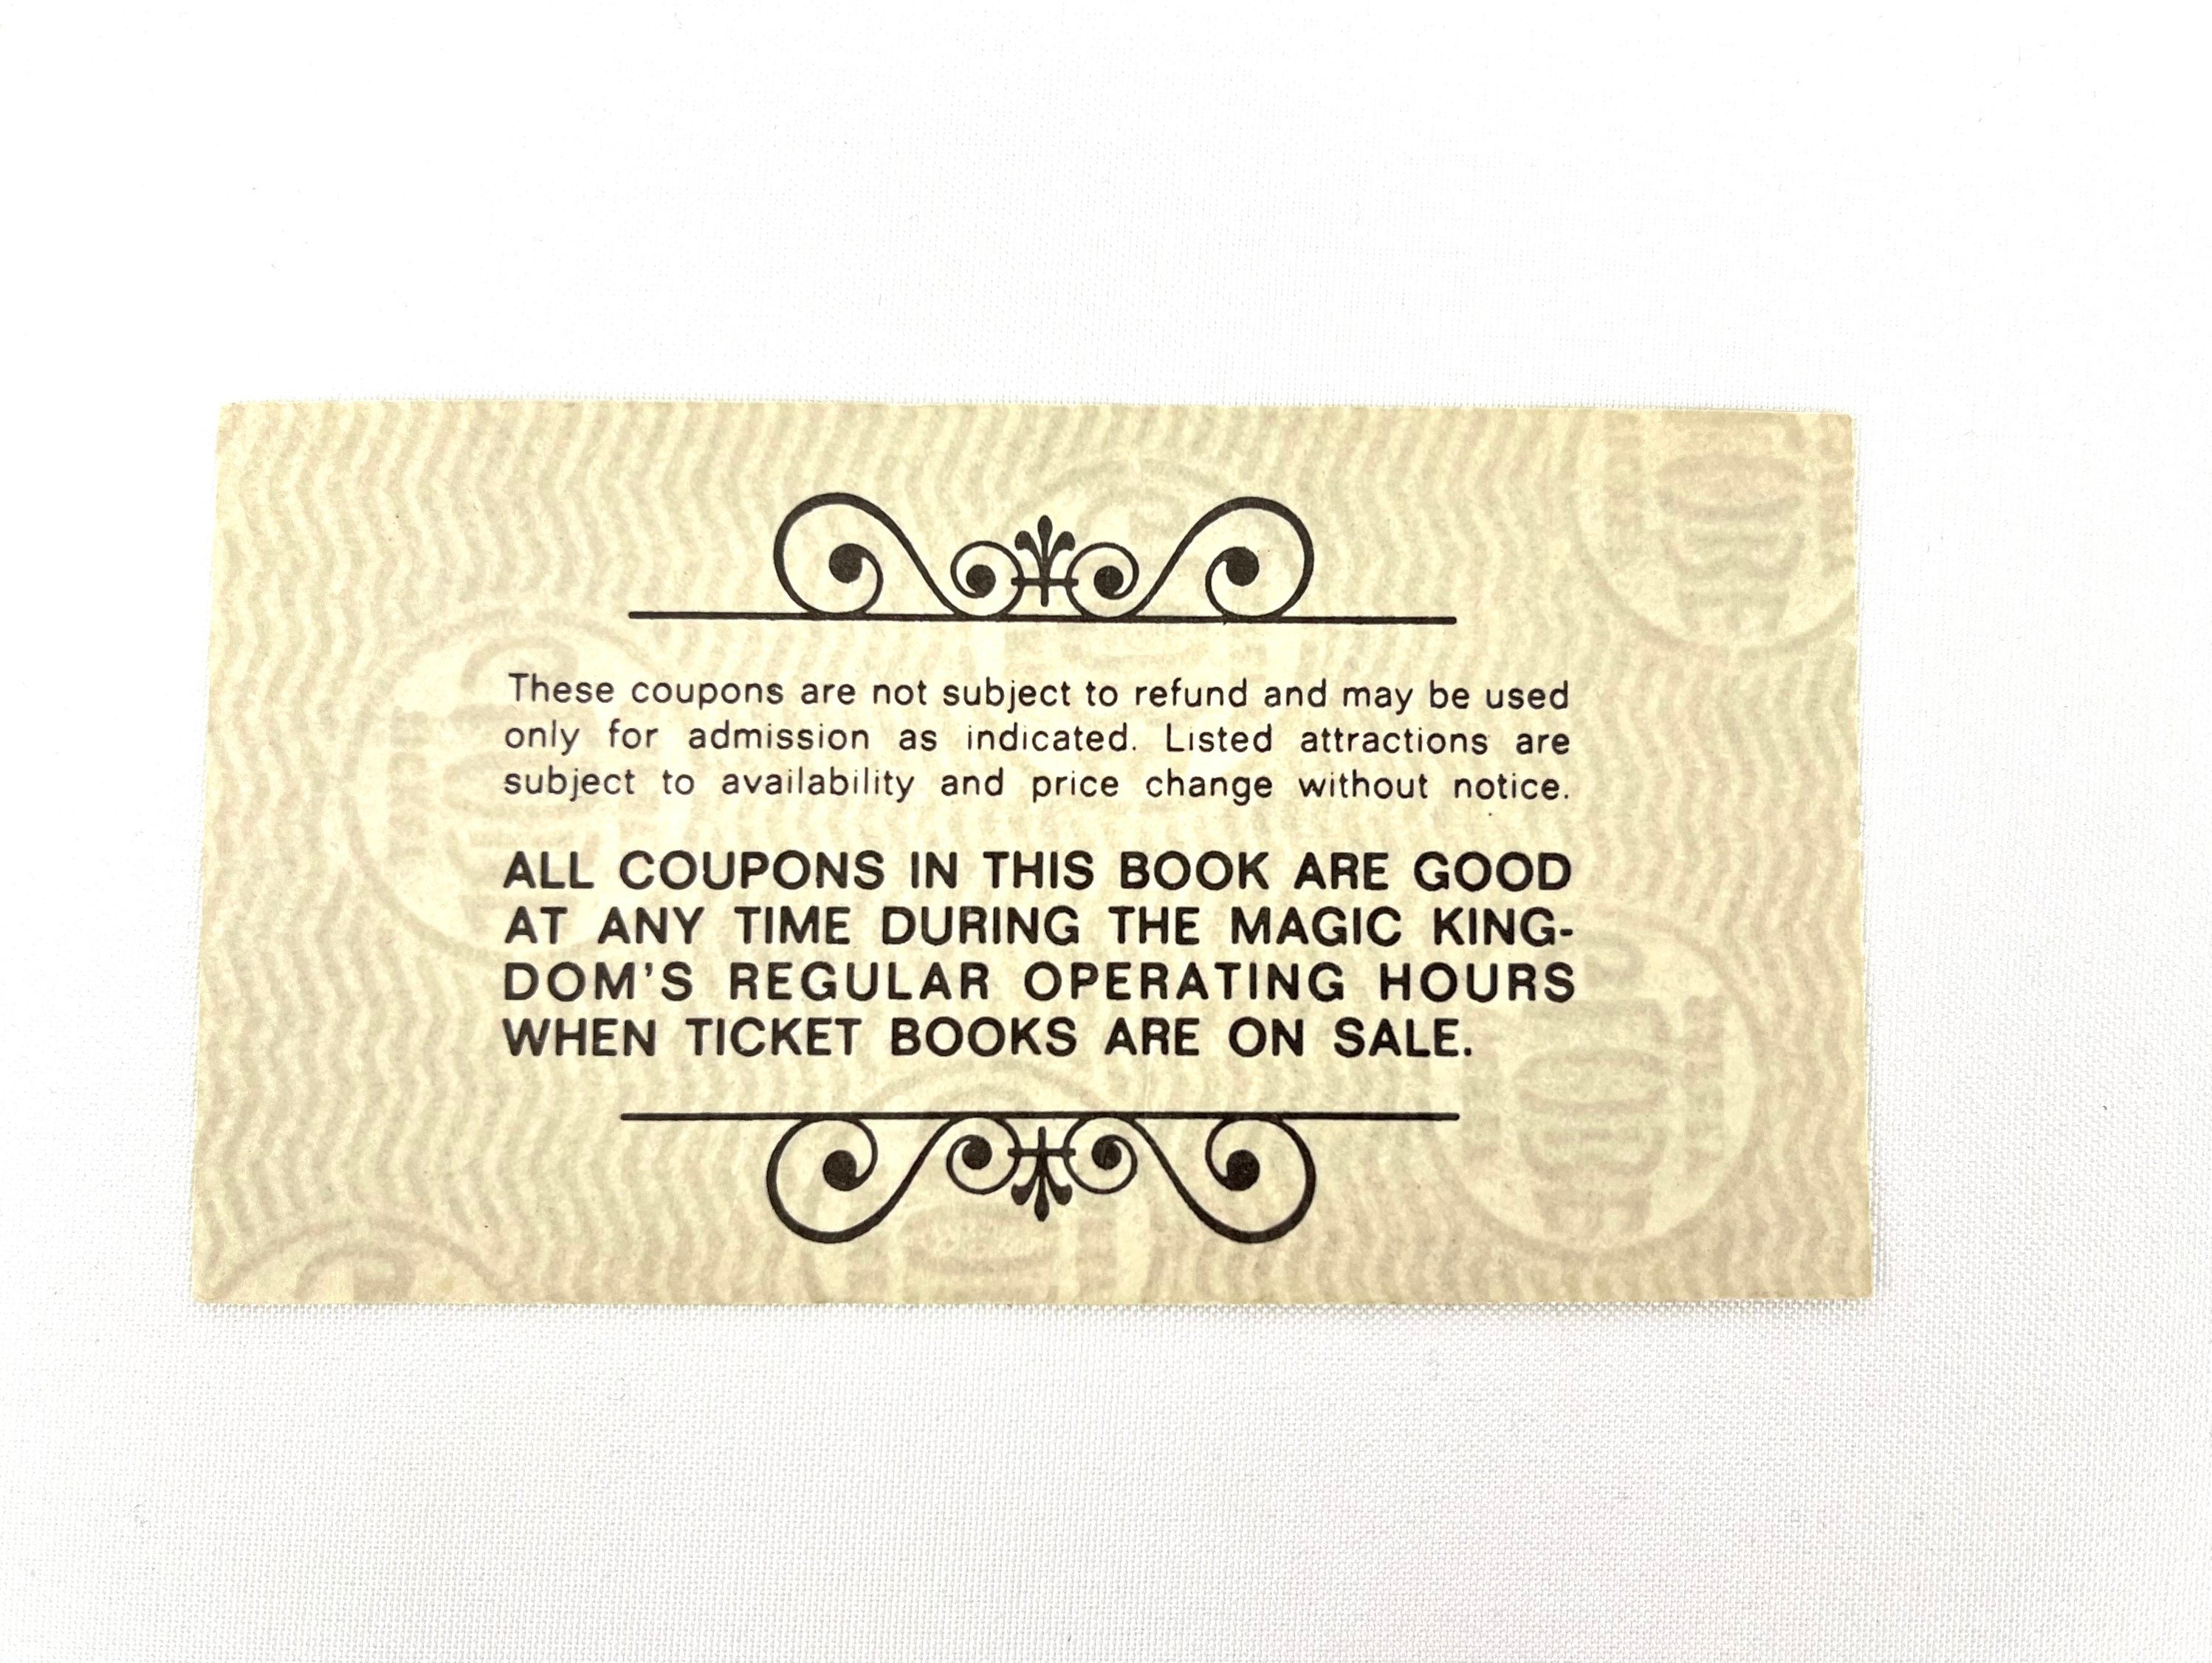 These coupons are not subject to refund and may be used
only for admission as indicated. Listed attractions are
subject to availability and price change without notice.
ALL COUPONS IN THIS BOOK ARE GOOD
AT ANY TIME DURING THE MAGIC KING-
DOM'S REGULAR OPERATING HOURS
WHEN TICKET BOOKS ARE ON SALE.